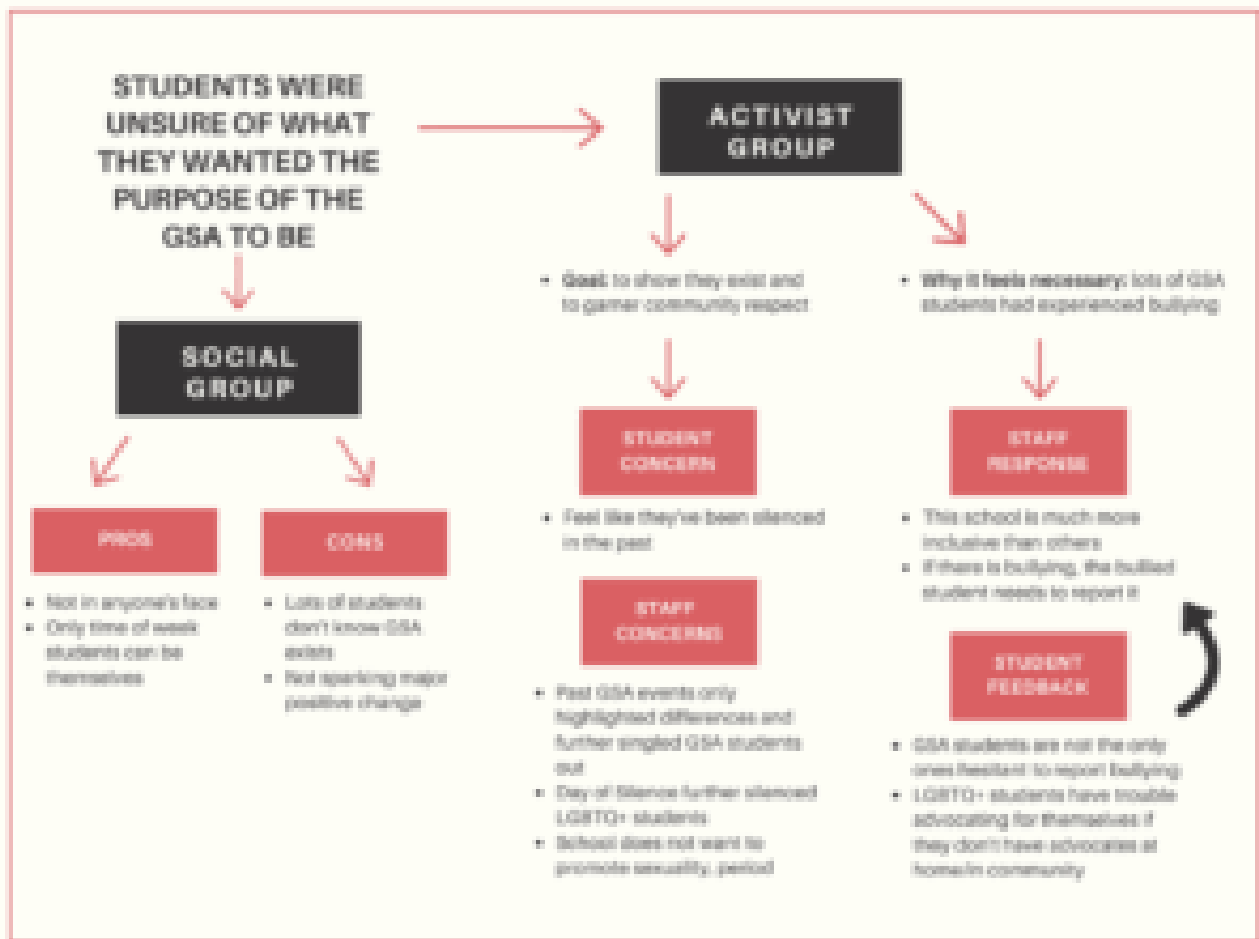 STUDENTS WERE
UNSURE OF WHAT
THEY WANTED THE
PURPOSE OF THE
GSA TO BE
SOCIAL
GROUP
PROS
• Not in anyone's face
• Only time of week
students can be
themselves
CONS
• Lots of students
don't know GSA
exists
• Not sparking major
positive change
ACTIVIST
GROUP
• Goal: to show they exist and
to garner community respect
STUDENT
CONCERN
• Feel like they've been silenced
in the past
STAFF
CONCERNS
• Past GSA events only
highlighted differences and
further singled GSA students
out
• Day of Silence further silenced
LGBTQ+ students
• School does not want to
promote sexuality, period
• Why it feels necessary: lots of GSA
students had experienced bullying
STAFF
RESPONSE
• This school is much more
inclusive than others
• If there is bullying, the bullied
student needs to report it
STUDENT
FEEDBACK
• GSA students are not the only
ones hesitant to report bullying
• LGBTQ+ students have trouble
advocating for themselves if
they don't have advocates at
home/in community